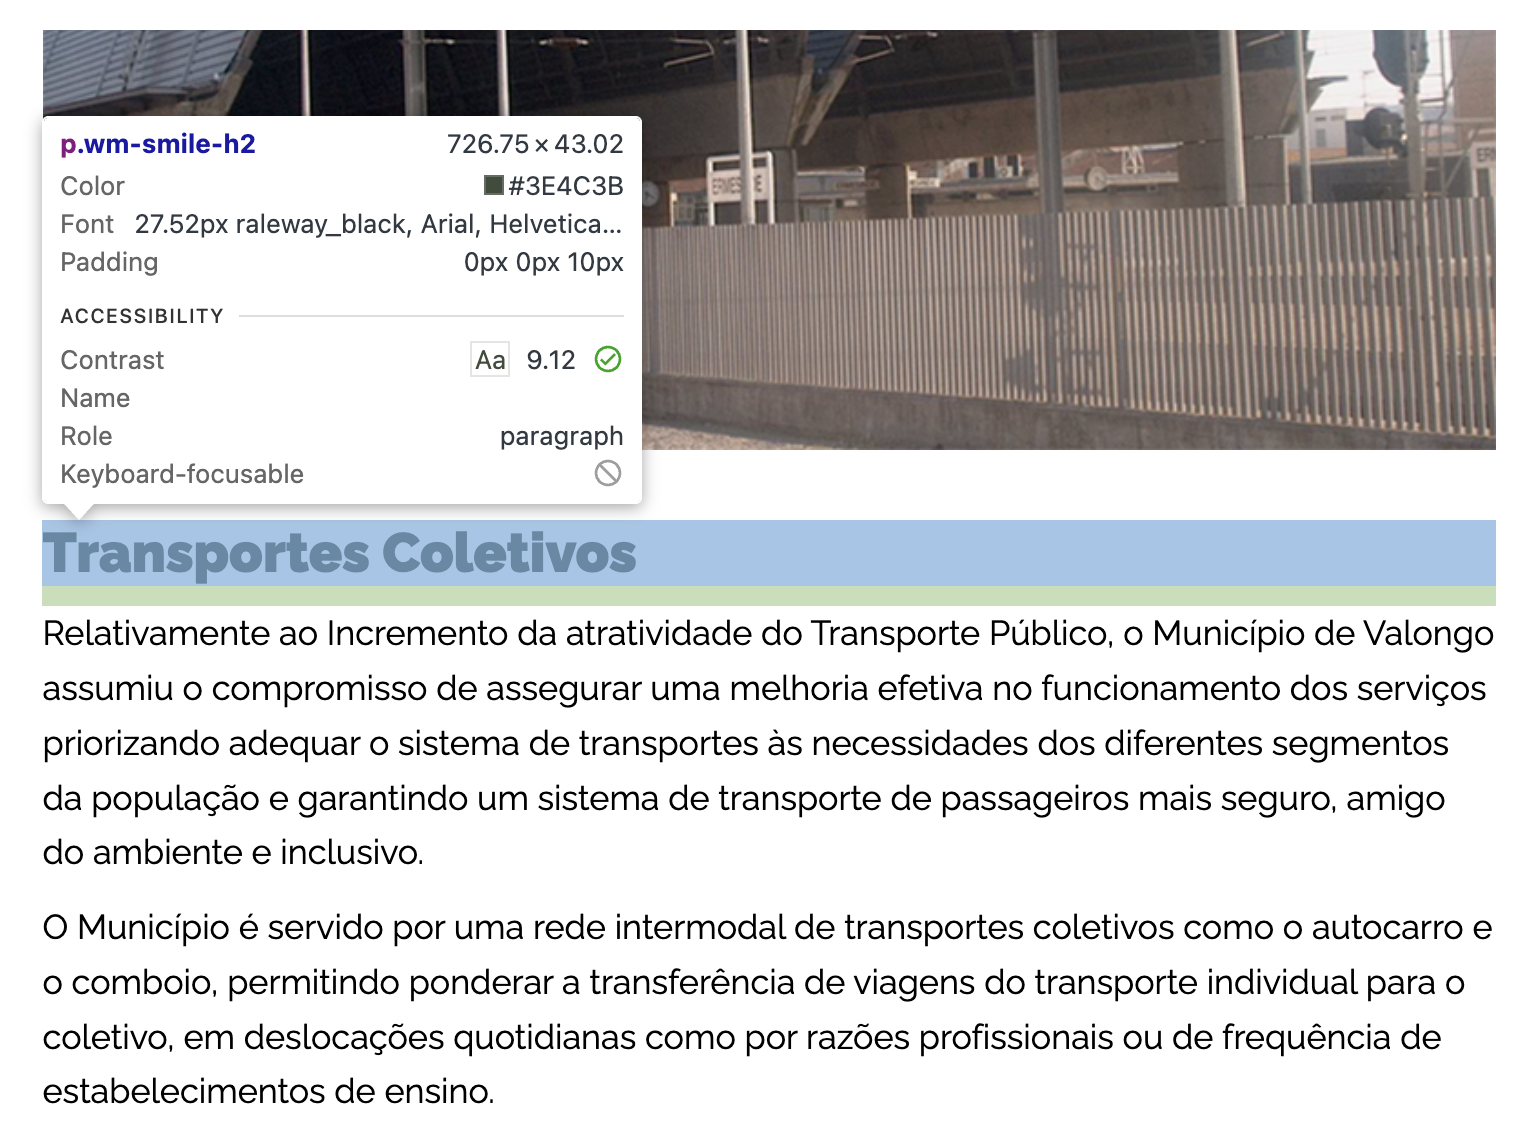 p.wm-smile-h2 726.75 × 43.02
Color #3E4C3B
Font 27.52px raleway_black, Arial, Helvetica...
Padding 0px 0px 10px
ACCESSIBILITY
Contrast Aa 9.12
Name
Role paragraph
Keyboard-focusable
Transportes Coletivos
Relativamente ao Incremento da atratividade do Transporte Público, o Município de Valongo
assumiu o compromisso de assegurar uma melhoria efetiva no funcionamento dos serviços
priorizando adequar o sistema de transportes às necessidades dos diferentes segmentos
da população e garantindo um sistema de transporte de passageiros mais seguro, amigo
do ambiente e inclusivo.
O Município é servido por uma rede intermodal de transportes coletivos como o autocarro e
o comboio, permitindo ponderar a transferência de viagens do transporte individual para o
coletivo, em deslocações quotidianas como por razões profissionais ou de frequência de
estabelecimentos de ensino.